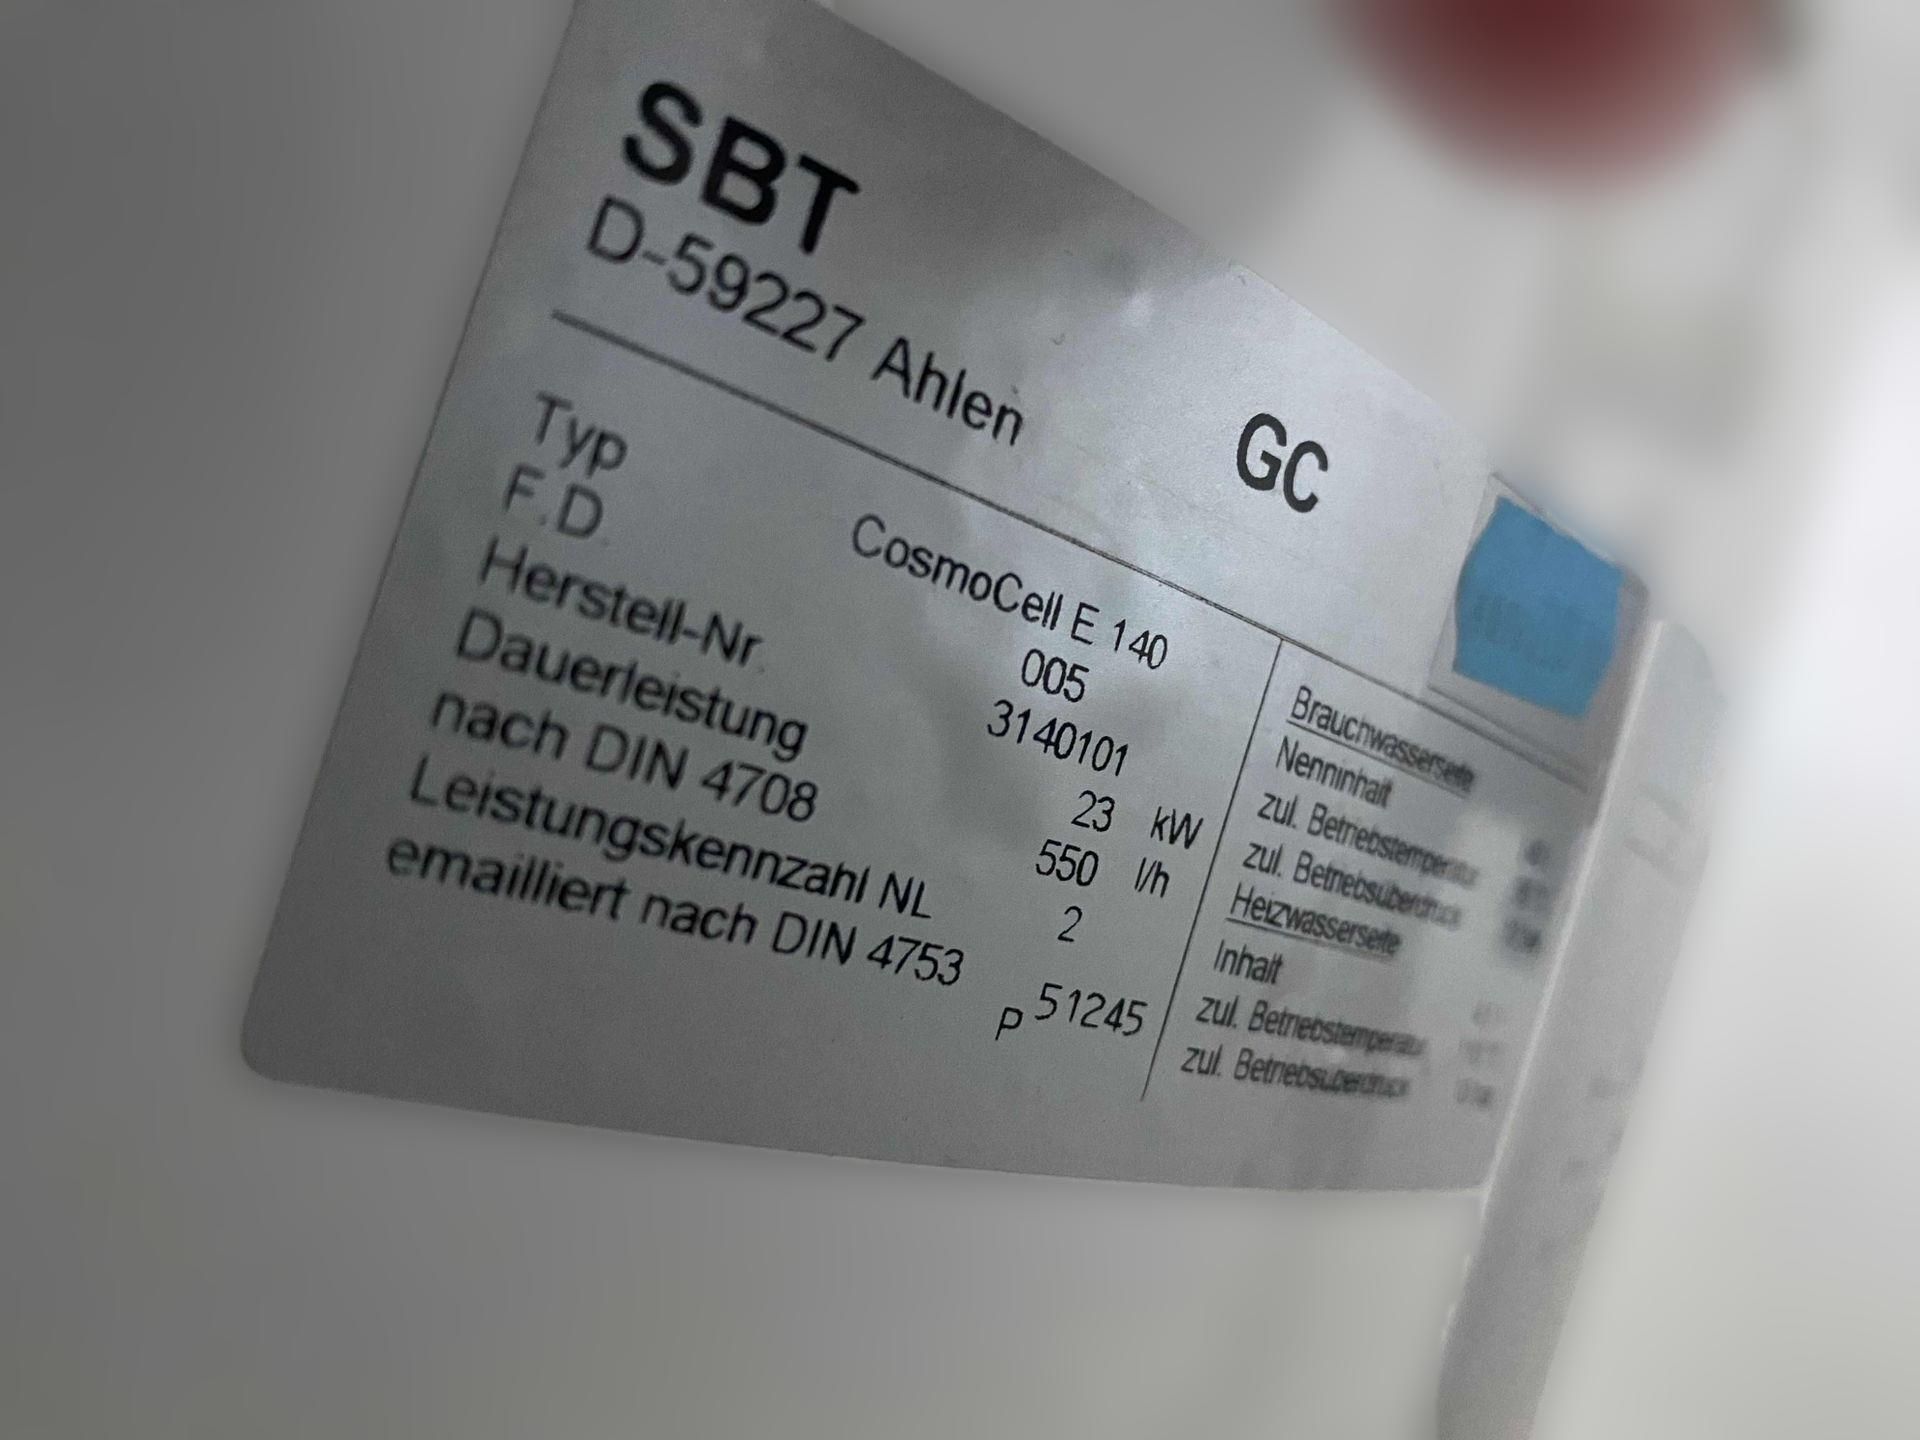 SBT
D-59227 Ahlen
GC
Typ CosmoCell E 140
F.D. 005
Herstell-Nr. 3140101
Dauerleistung 23 kW
nach DIN 4708 550 l/h
Leistungskennzahl NL 2
emailliert nach DIN 4753
P 51245
Brauchwasserseite
Nenninhalt
zul. Betriebstemperatur
zul. Betriebsüberdruck
Heizwasserseite
Inhalt
zul. Betriebstemperatur
zul. Betriebsüberdruck